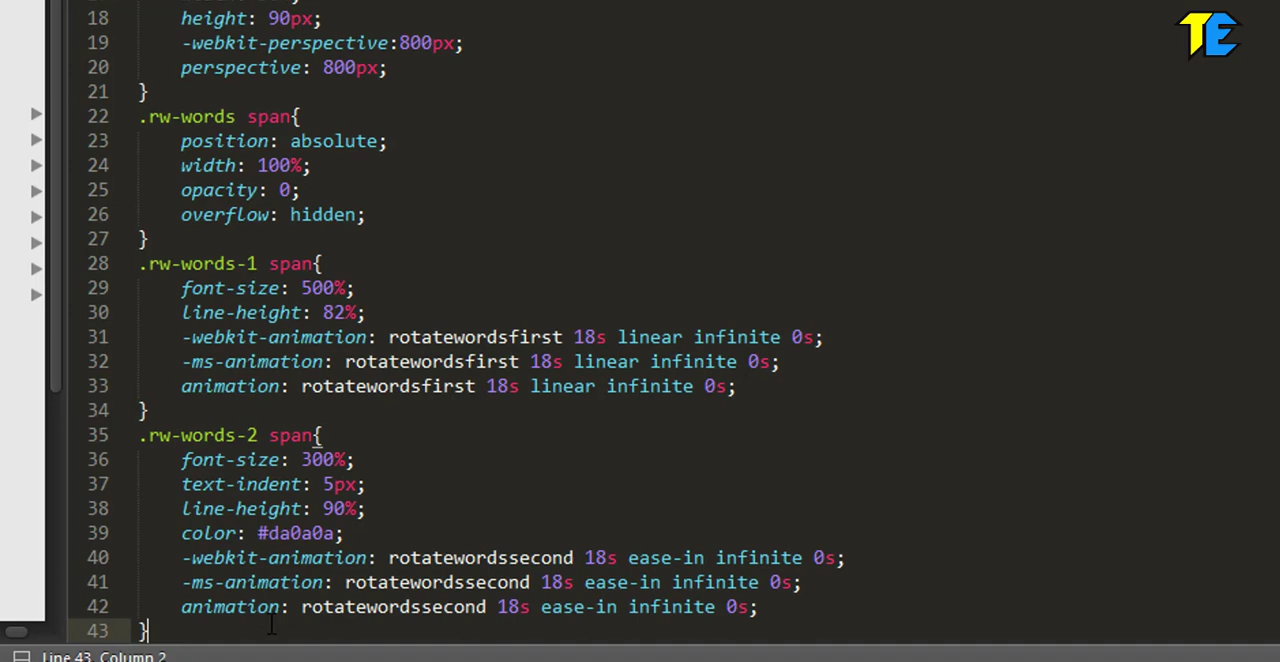 TE
18 height: 90px;
19 -webkit-perspective:800px;
20 perspective: 800px;
21 }
22 .rw-words span{
23 position: absolute;
24 width: 100%;
25 opacity: 0;
26 overflow: hidden;
27 }
28 .rw-words-1 span{
29 font-size: 500%;
30 line-height: 82%;
31 -webkit-animation: rotatewordsfirst 18s linear infinite 0s;
32 -ms-animation: rotatewordsfirst 18s linear infinite 0s;
33 animation: rotatewordsfirst 18s linear infinite 0s;
34 }
35 .rw-words-2 span{
36 font-size: 300%;
37 text-indent: 5px;
38 line-height: 90%;
39 color: #da0a0a;
40 -webkit-animation: rotatewordssecond 18s ease-in infinite 0s;
41 -ms-animation: rotatewordssecond 18s ease-in infinite 0s;
42 animation: rotatewordssecond 18s ease-in infinite 0s;
43 }
Line 43, Column 2